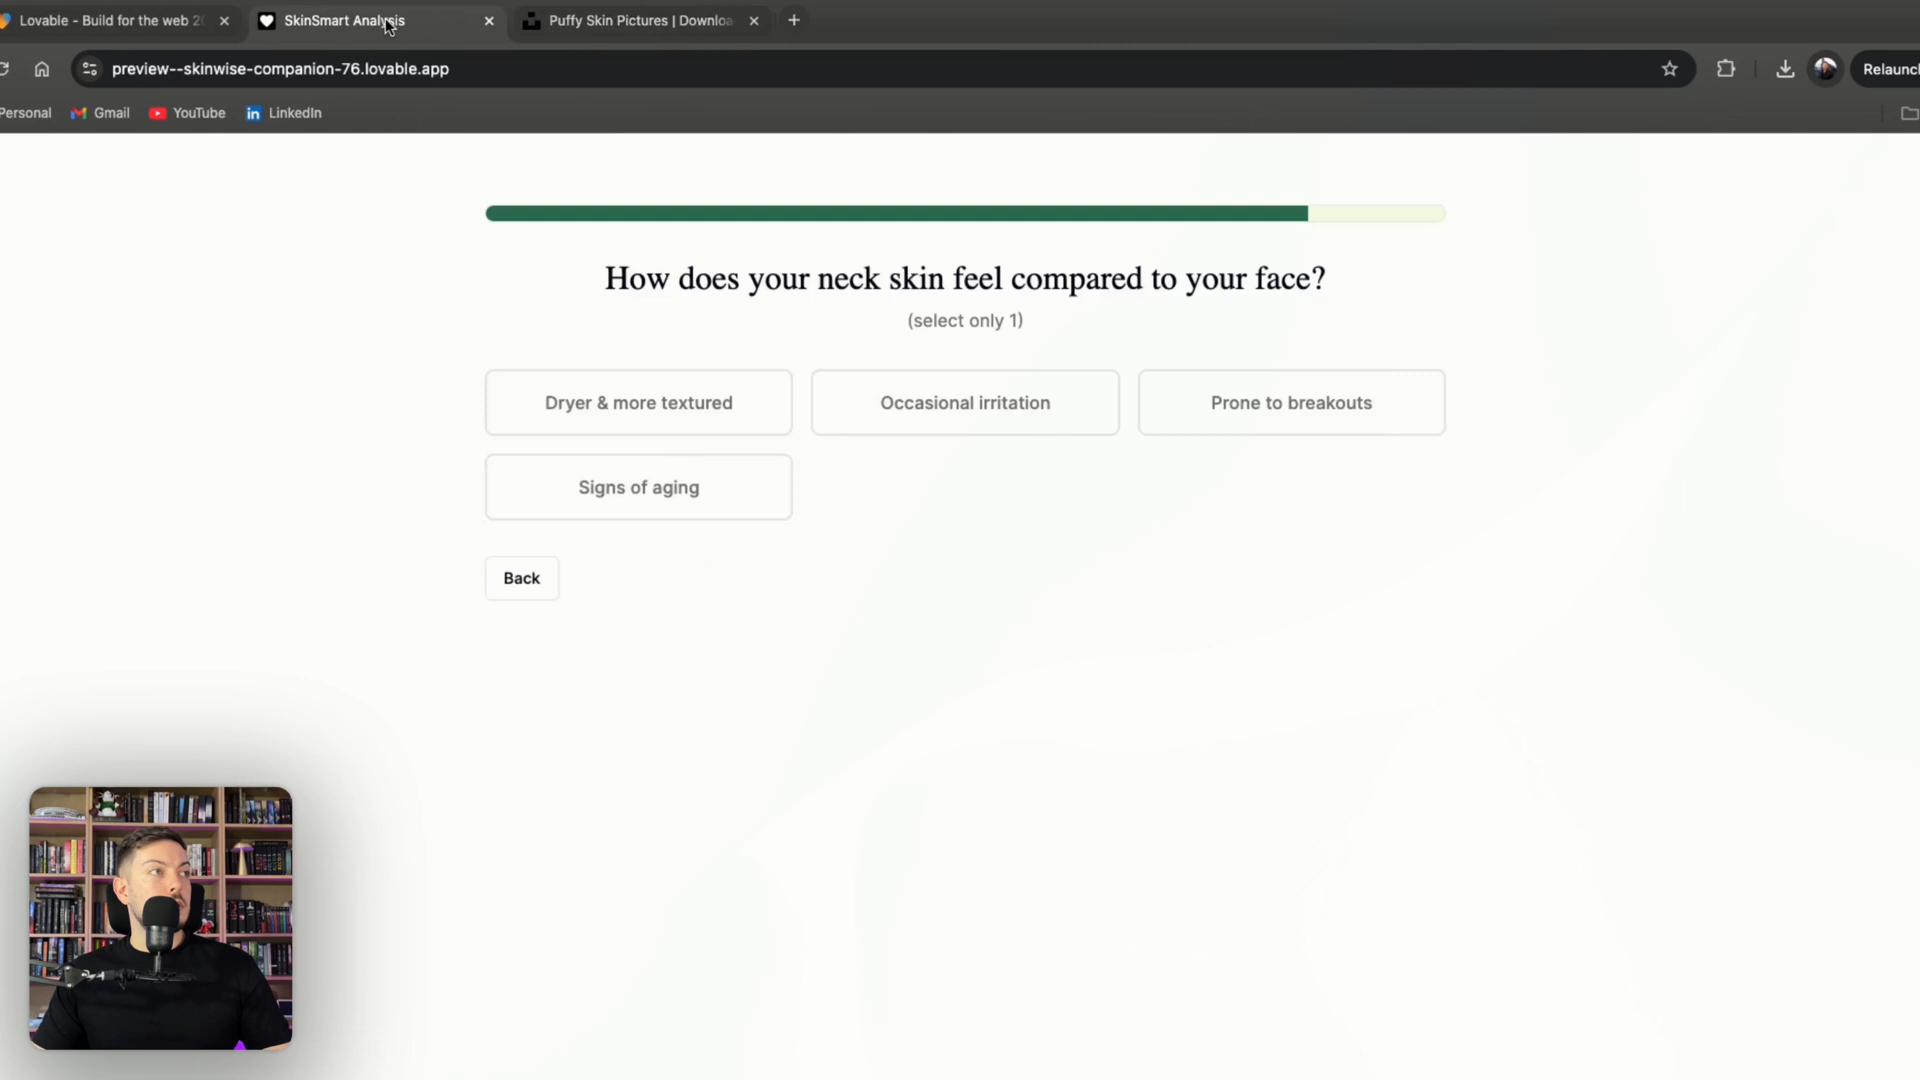 Lovable - Build for the web 20
SkinSmart Analysis
Puffy Skin Pictures | Downloa
preview--skinwise-companion-76.lovable.app
Relaunch
Personal
Gmail
YouTube
LinkedIn
How does your neck skin feel compared to your face?
(select only 1)
Dryer & more textured
Occasional irritation
Prone to breakouts
Signs of aging
Back